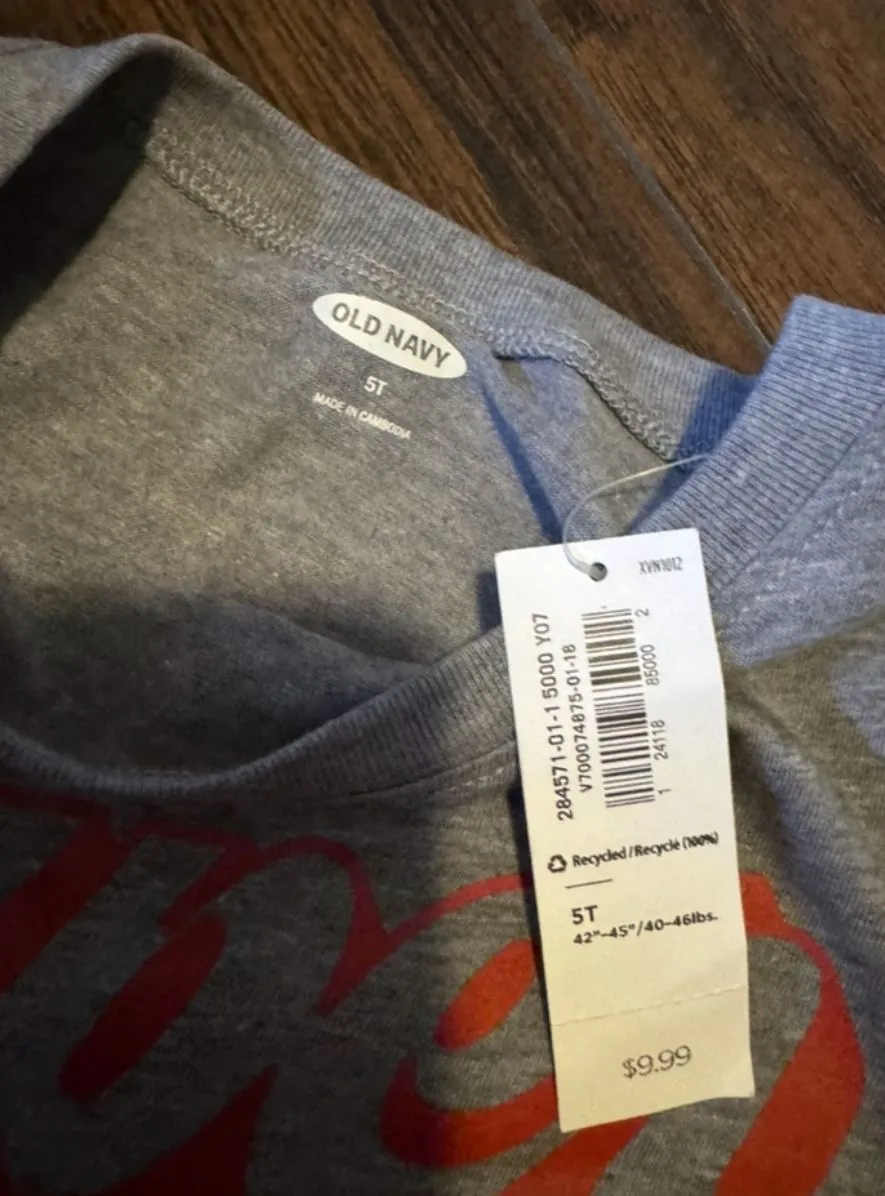 OLD NAVY
5T
MADE IN CAMBODIA
XVN1012
284571-01-1 5000 Y07
V700074875-01-18
1 24118 85000 2
Recycled / Recyclé (100%)
5T
42"-45"/40-46lbs.
$9.99